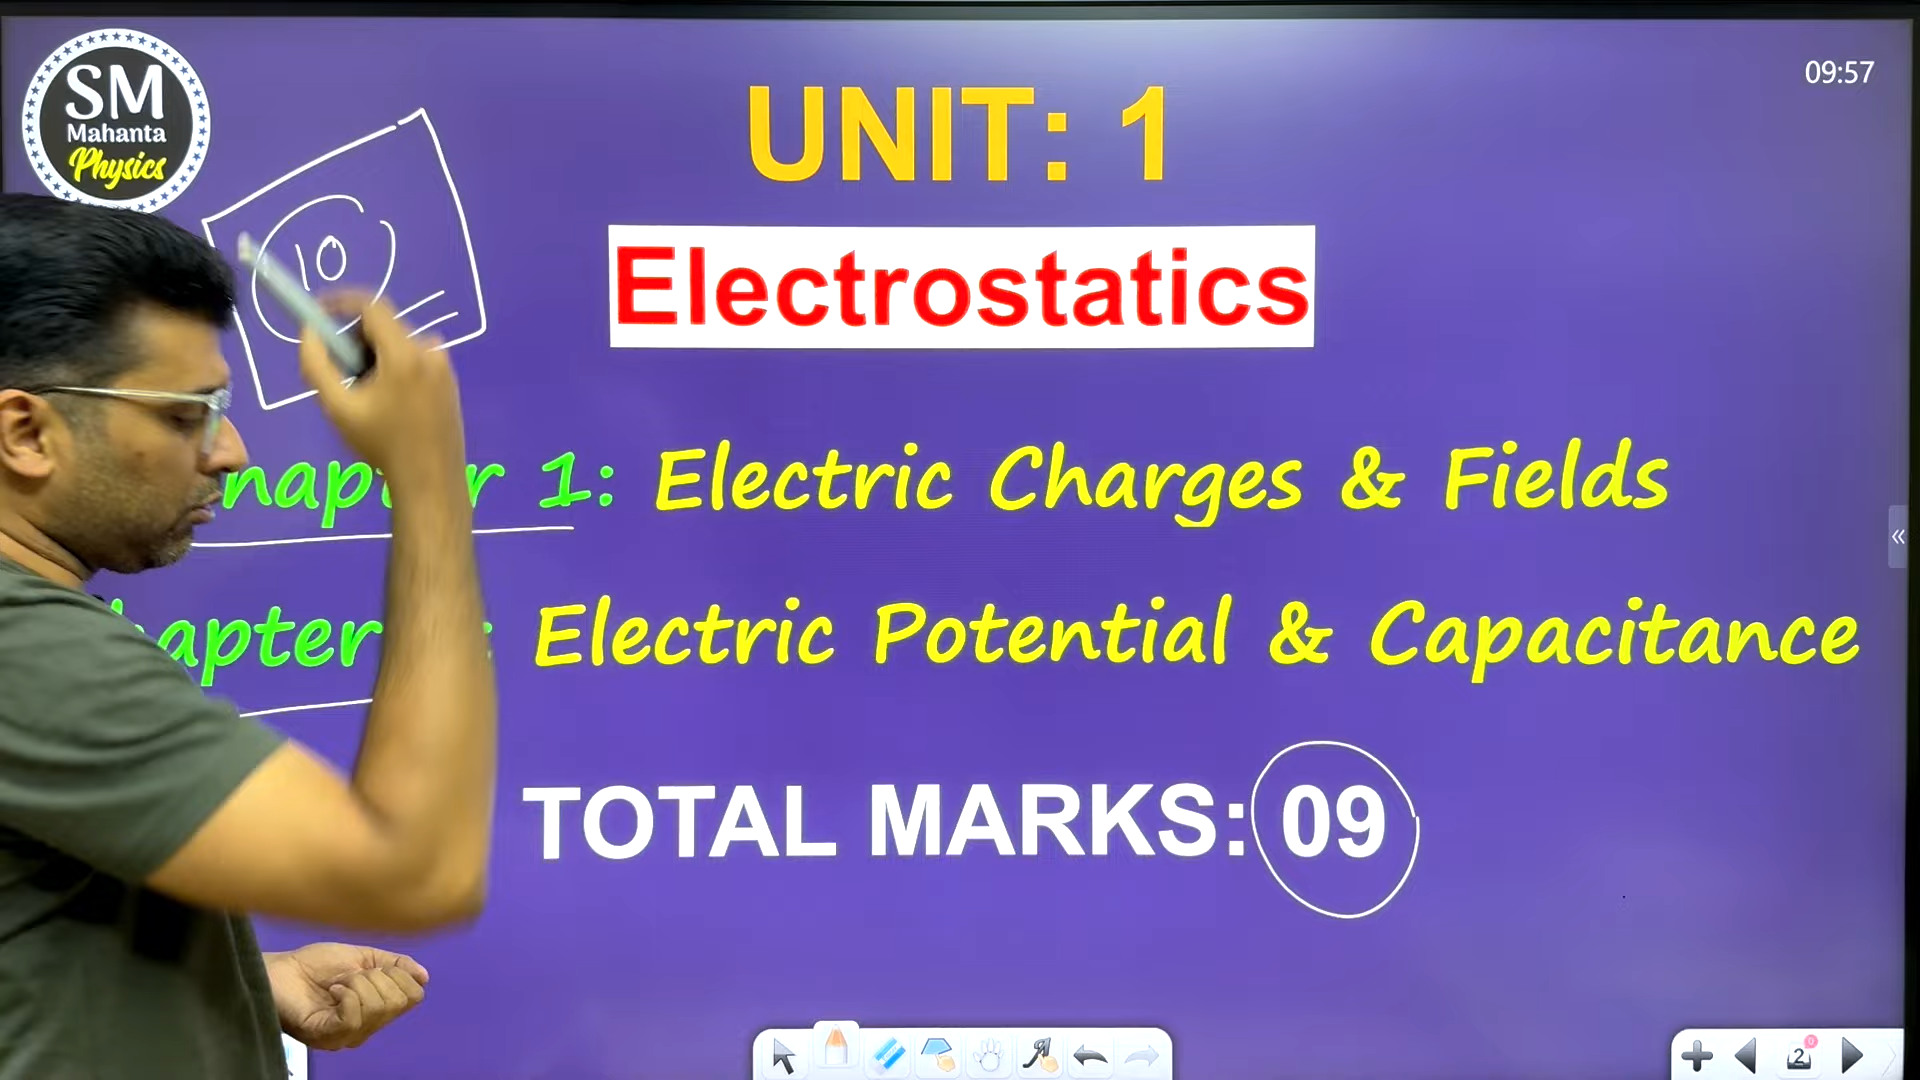 SM
Mahanta
Physics
09:57
UNIT: 1
10
Electrostatics
1: Electric Charges & Fields
Electric Potential & Capacitance
TOTAL MARKS: 09
2